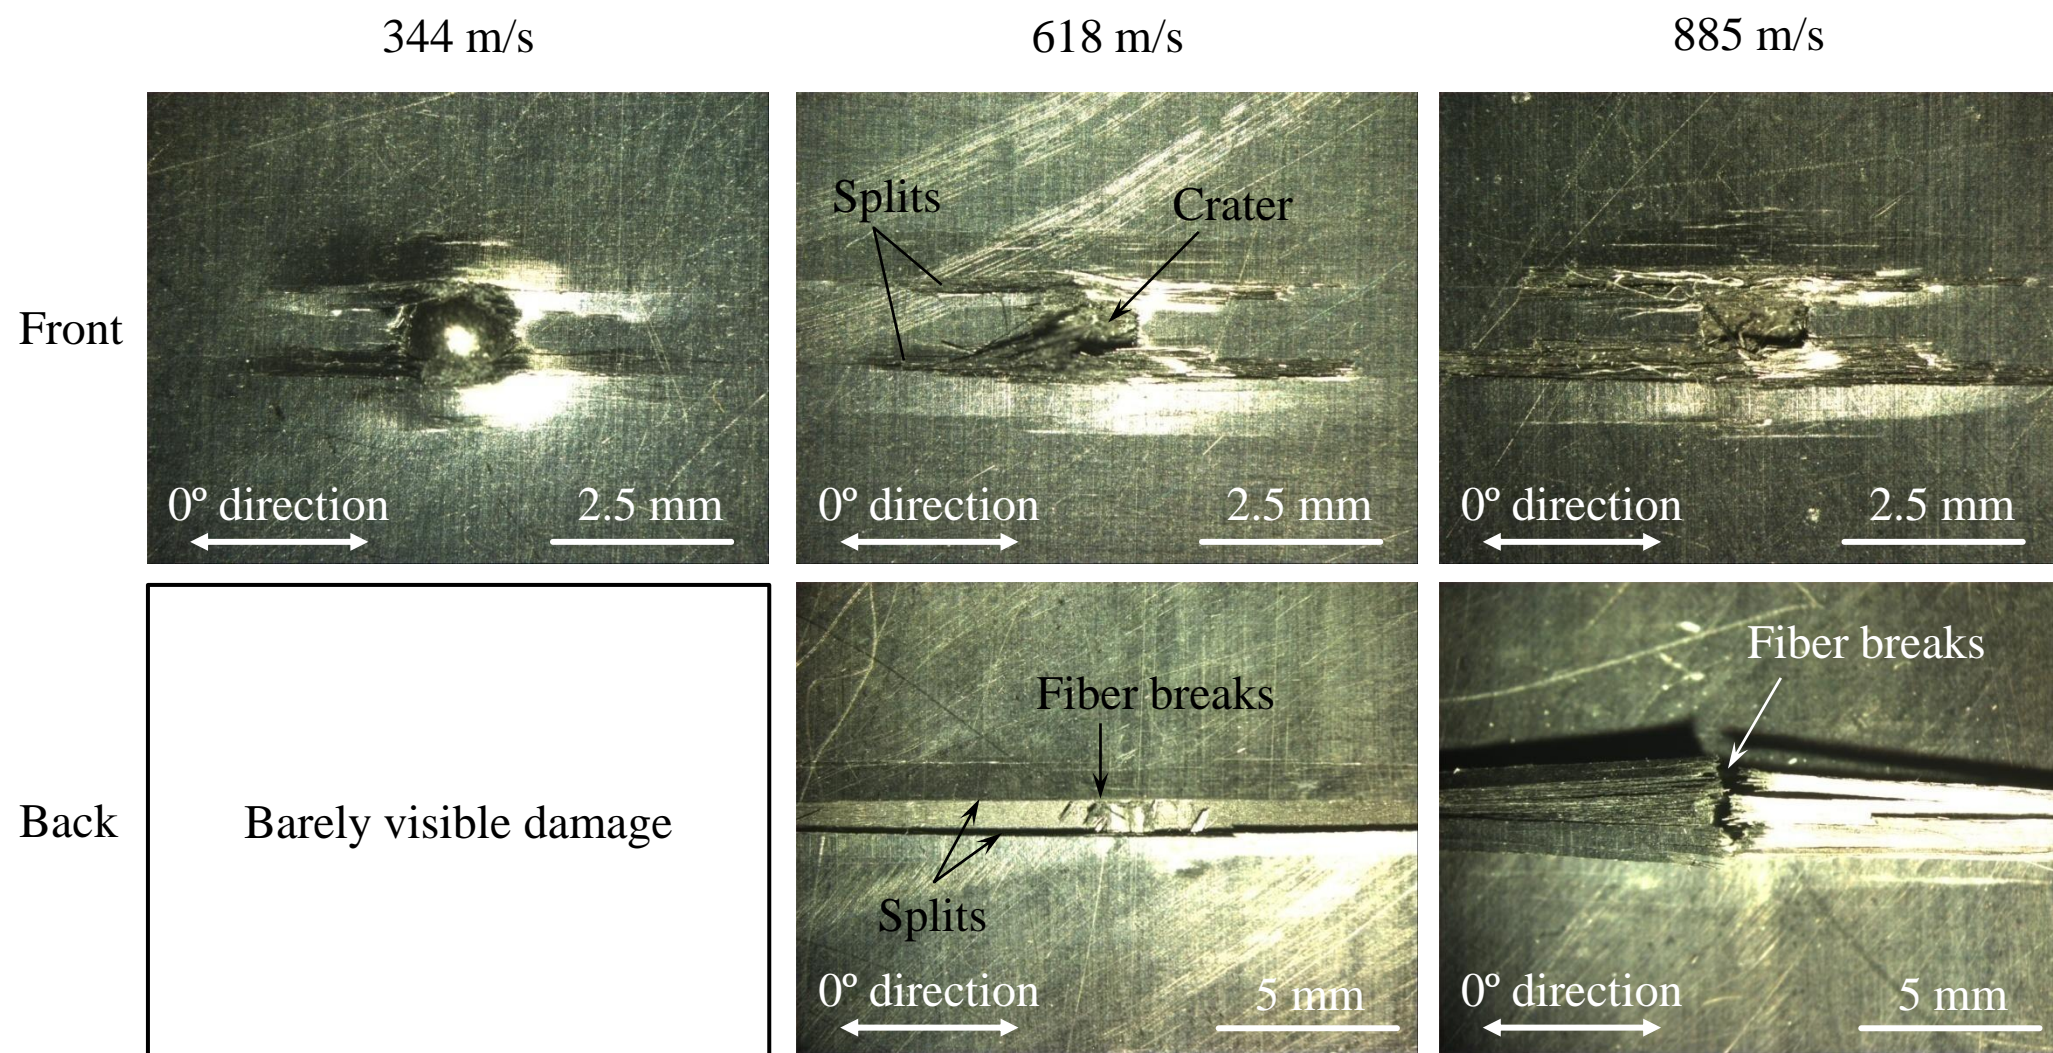 344 m/s
618 m/s
885 m/s
Front
Splits
Crater
0º direction
2.5 mm
0º direction
2.5 mm
0º direction
2.5 mm
Back
Barely visible damage
Fiber breaks
Splits
0º direction
5 mm
Fiber breaks
0º direction
5 mm